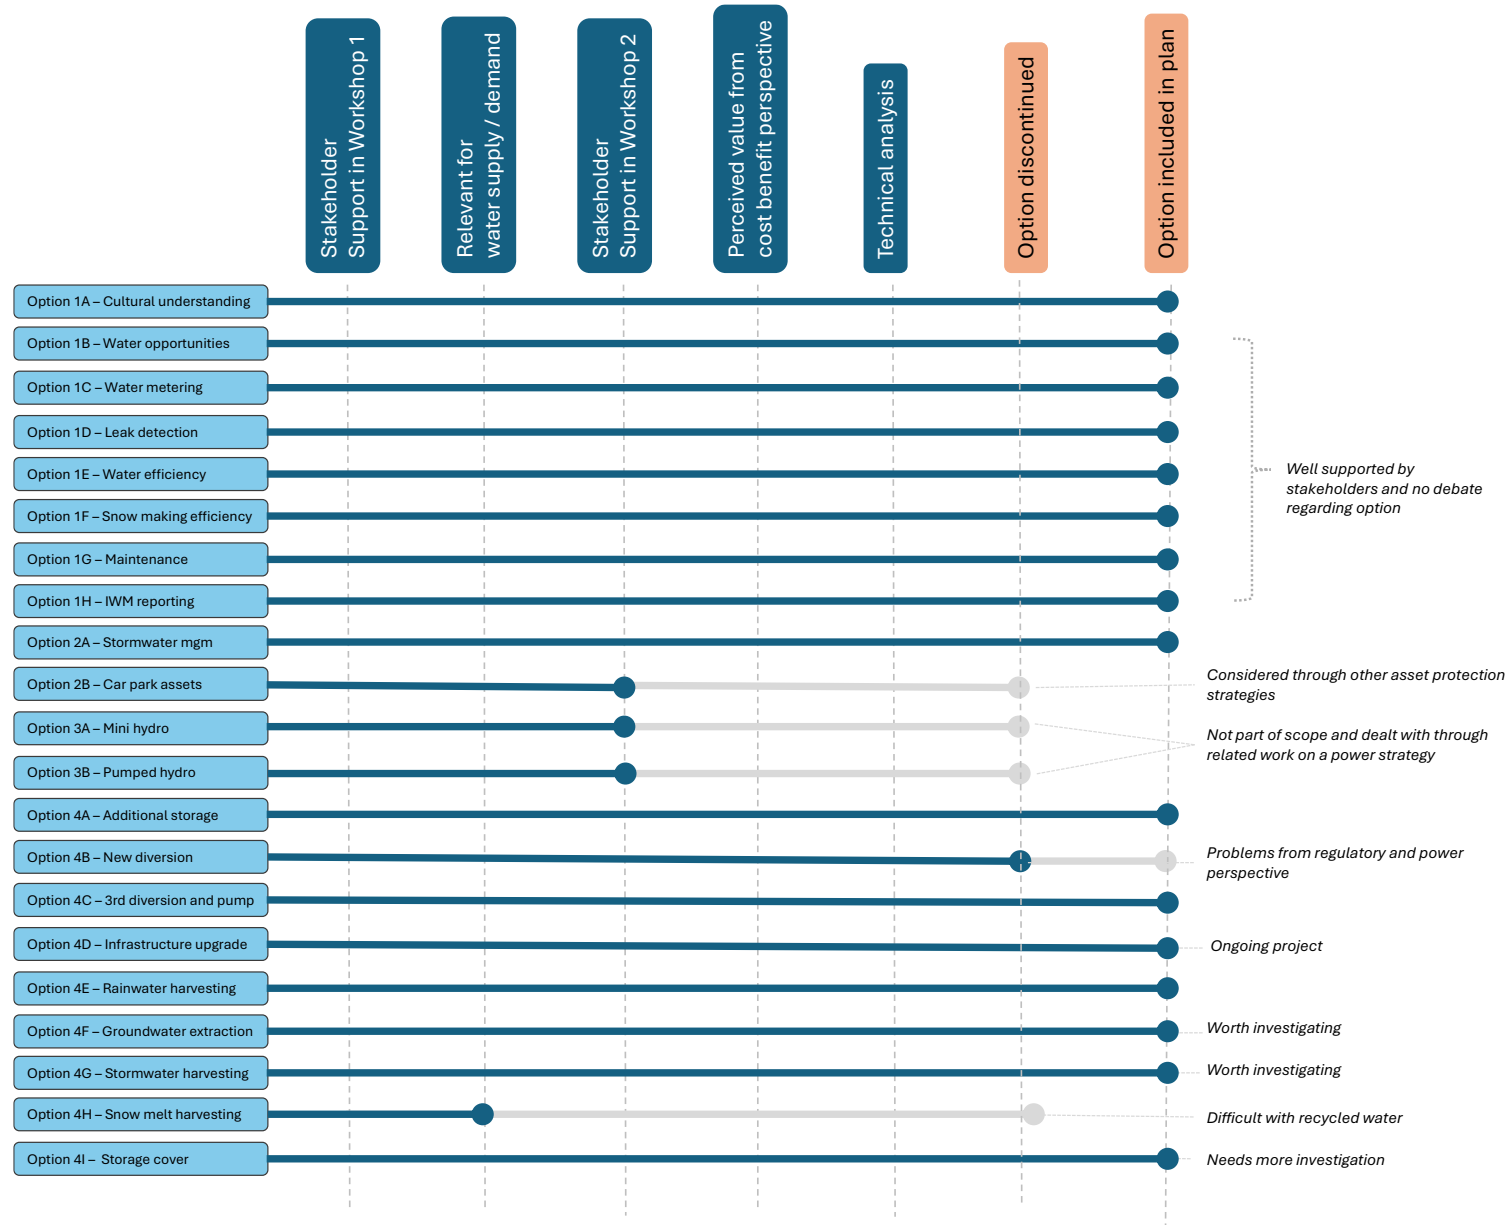 Stakeholder
Support in Workshop 1
Relevant for
water supply / demand
Stakeholder
Support in Workshop 2
Perceived value from
cost benefit perspective
Technical analysis
Option discontinued
Option included in plan
Option 1A – Cultural understanding
Option 1B – Water opportunities
Option 1C – Water metering
Option 1D – Leak detection
Option 1E – Water efficiency
Well supported by
stakeholders and no debate
regarding option
Option 1F – Snow making efficiency
Option 1G – Maintenance
Option 1H – IWM reporting
Option 2A – Stormwater mgm
Option 2B – Car park assets
Considered through other asset protection
strategies
Option 3A – Mini hydro
Not part of scope and dealt with through
related work on a power strategy
Option 3B – Pumped hydro
Option 4A – Additional storage
Option 4B – New diversion
Problems from regulatory and power
perspective
Option 4C – 3rd diversion and pump
Option 4D – Infrastructure upgrade
Ongoing project
Option 4E – Rainwater harvesting
Option 4F – Groundwater extraction
Worth investigating
Option 4G – Stormwater harvesting
Worth investigating
Option 4H – Snow melt harvesting
Difficult with recycled water
Option 4I – Storage cover
Needs more investigation